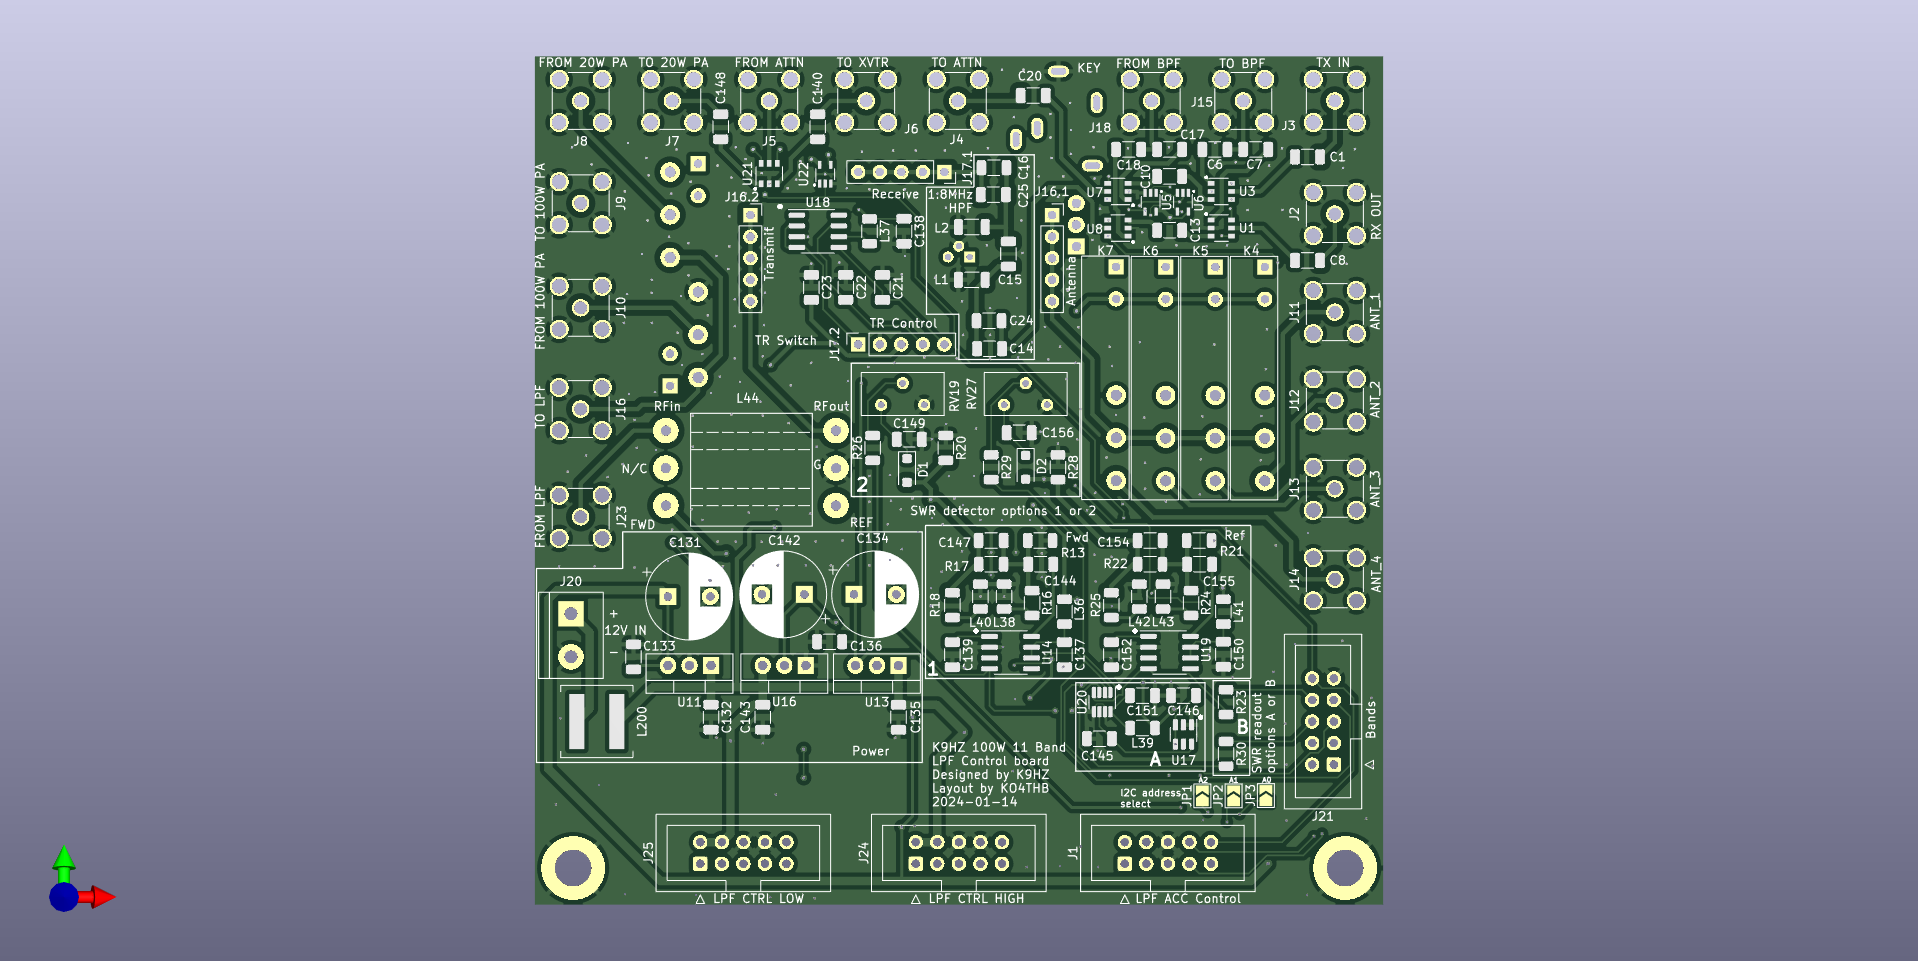 FROM 20W PA
TO 20W PA
FROM ATTN
TO XVTR
TO ATTN
KEY
FROM BPF
TO BPF
TX IN
C148
C140
C20
J8
J7
J5
J6
J4
J18
J15
J3
C17
C18
C6
C7
C1
TO 100W PA
J9
U21
U22
J17.1
C16
C25
C10
J16.2
Receive
1.8MHz
HPF
J16.1
U7
U5
U6
U3
J2
RX OUT
U18
L37
C138
L2
U8
C13
U1
Transmit
K7
K6
K5
K4
C8
FROM 100W PA
J10
C23
C22
C21
L1
C15
Antenna
J11
ANT_1
TR Control
C24
TR Switch
J17.2
C14
TO LPF
J16
RFin
L44
RFout
RV19
RV27
J12
ANT_2
C149
C156
R26
R20
N/C
G
D1
R29
D2
R28
2
J13
ANT_3
FROM LPF
J23
FWD
REF
SWR detector options 1 or 2
C131
C142
C134
C147
Fwd
R13
C154
Ref
R21
R17
R22
J20
C144
C155
J14
ANT_4
+
12V IN
-
R18
R16
L36
R25
R24
L41
L40
L38
L42
L43
C133
C136
C139
U14
C137
C152
U19
C150
1
U11
U16
U13
U20
C151
C146
R23
L200
C132
C143
C135
L39
B
SWR readout
options A or B
Bands
Power
C145
A
U17
R30
K9HZ 100W 11 Band
LPF Control board
Designed by K9HZ
Layout by KO4THB
2024-01-14
A2
A1
A0
I2C address
select
JP1
JP2
JP3
J21
J25
J24
J1
LPF CTRL LOW
LPF CTRL HIGH
LPF ACC Control